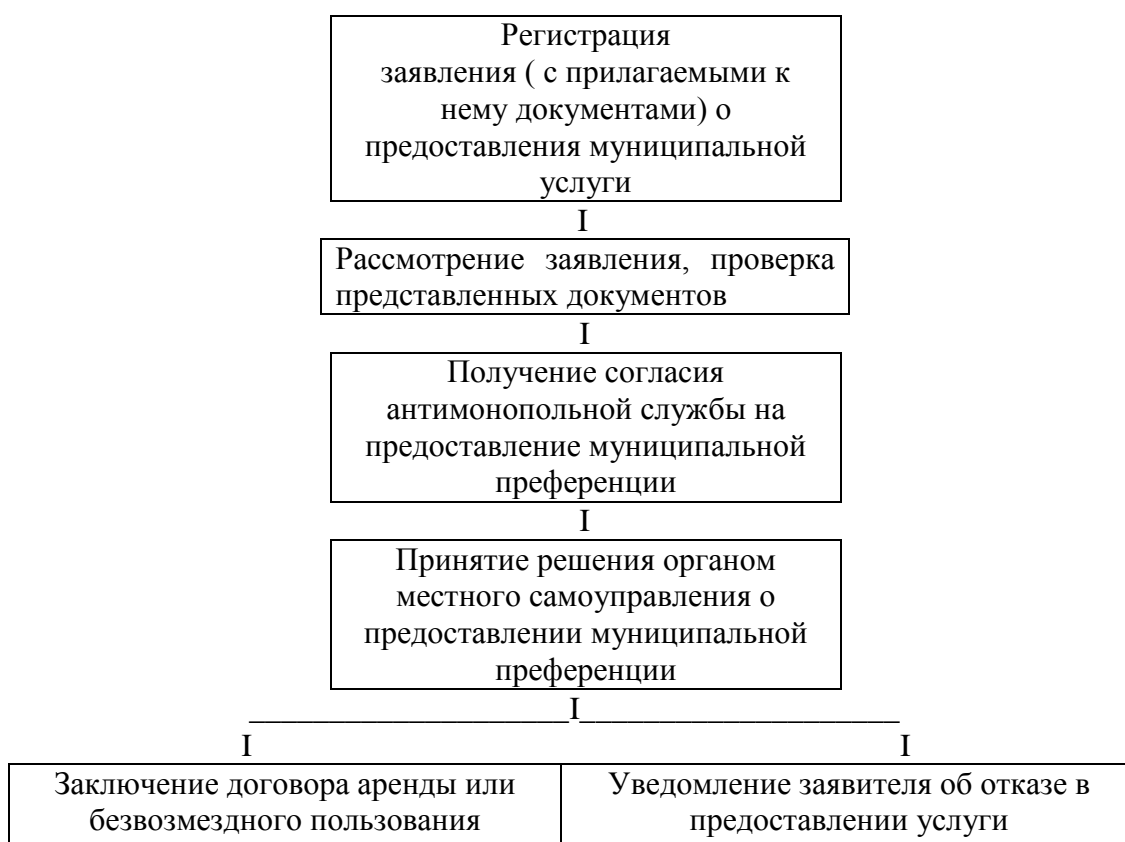 Регистрация
заявления ( с прилагаемыми к
нему документами) о
предоставления муниципальной
услуги
I
Рассмотрение заявления, проверка
представленных документов
I
Получение согласия
антимонопольной службы на
предоставление муниципальной
преференции
I
Принятие решения органом
местного самоуправления о
предоставлении муниципальной
преференции
____________________I____________________
I I
Заключение договора аренды или
безвозмездного пользования
Уведомление заявителя об отказе в
предоставлении услуги